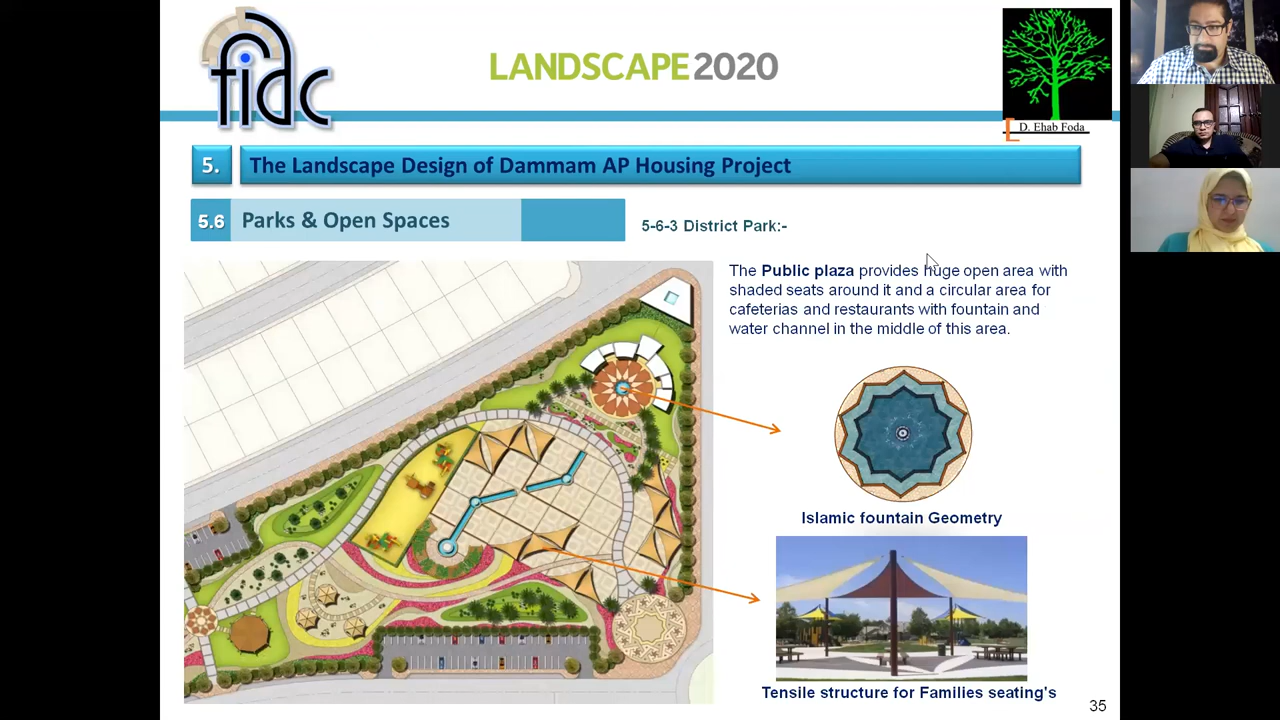 fidc
LANDSCAPE2020
D. Ehab Foda
5. The Landscape Design of Dammam AP Housing Project
5.6 Parks & Open Spaces
5-6-3 District Park:-
The Public plaza provides huge open area with
shaded seats around it and a circular area for
cafeterias and restaurants with fountain and
water channel in the middle of this area.
Islamic fountain Geometry
Tensile structure for Families seating's
35